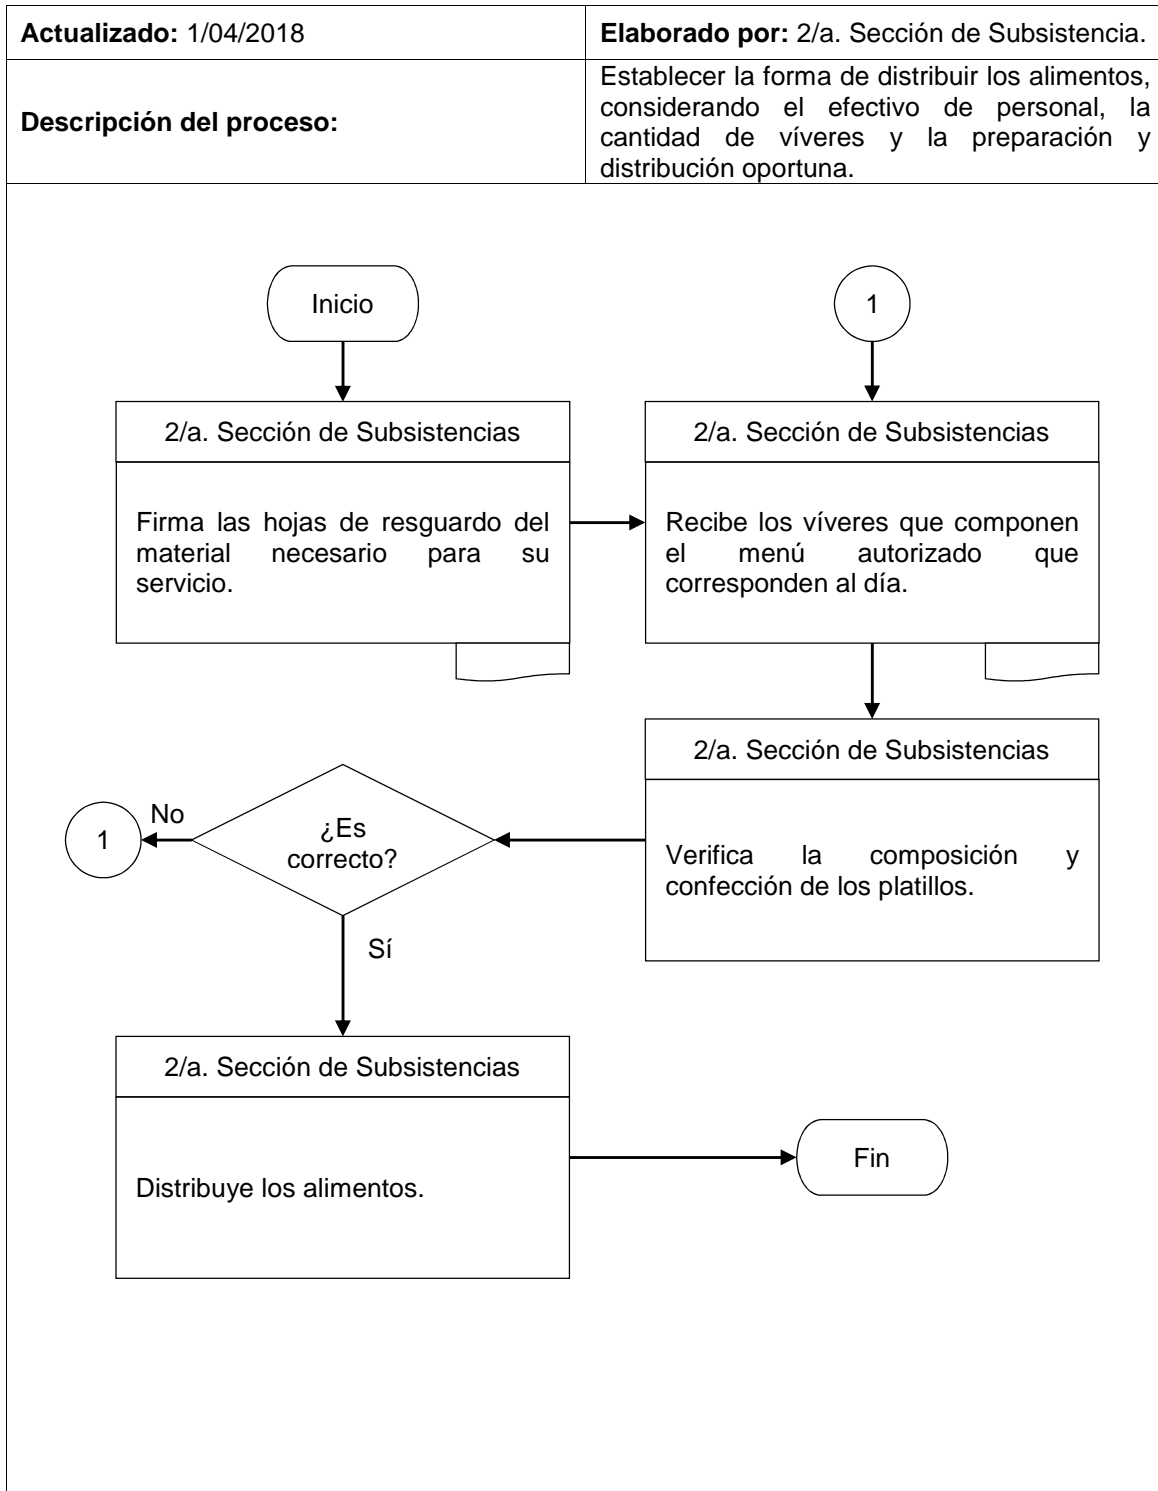 Actualizado: 1/04/2018
Elaborado por: 2/a. Sección de Subsistencia.
Descripción del proceso:
Establecer la forma de distribuir los alimentos,
considerando el efectivo de personal, la
cantidad de víveres y la preparación y
distribución oportuna.
Inicio
1
2/a. Sección de Subsistencias
Firma las hojas de resguardo del
material necesario para su
servicio.
2/a. Sección de Subsistencias
Recibe los víveres que componen
el menú autorizado que
corresponden al día.
2/a. Sección de Subsistencias
Verifica la composición y
confección de los platillos.
¿Es
correcto?
No
1
Sí
2/a. Sección de Subsistencias
Distribuye los alimentos.
Fin